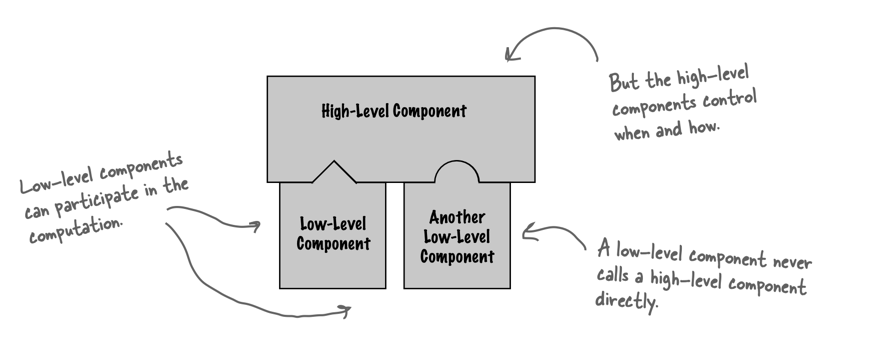 High-Level Component
But the high-level
components control
when and how.
Low-level components
can participate in the
computation.
Low-Level
Component
Another
Low-Level
Component
A low-level component never
calls a high-level component
directly.